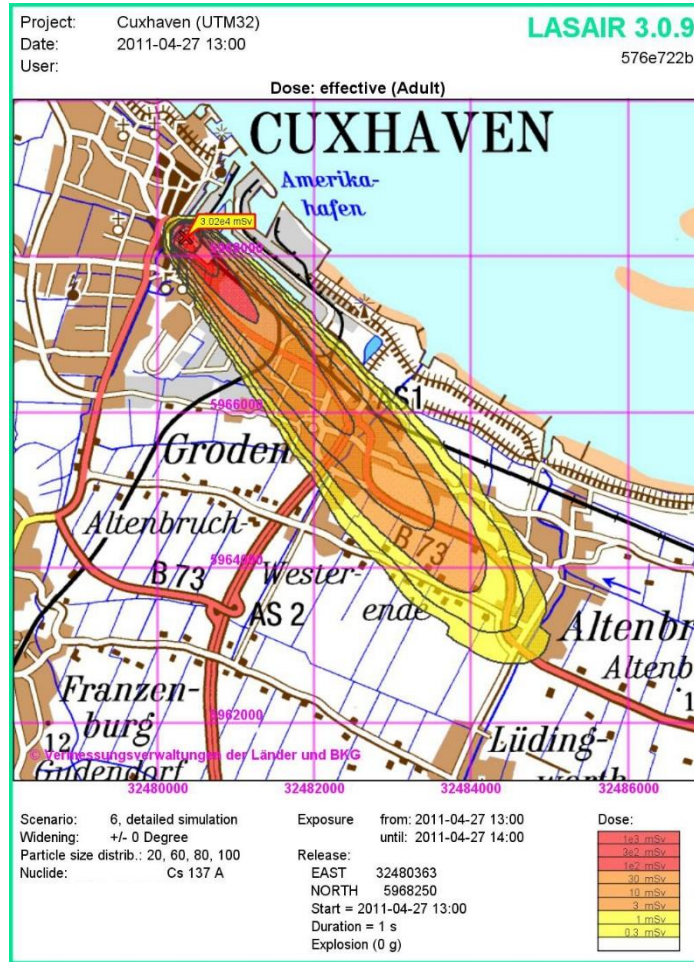 Project: Cuxhaven (UTM32)
LASAIR 3.0.9
Date: 2011-04-27 13:00
576e722b
User:
Dose: effective (Adult)
CUXHAVEN
Amerika-
hafen
3.02e4 mSv
5968000
5966000
AS 1
Groden
Altenbruch-
B 73
5964000
Wester-
ende
B 73
AS 2
Altenbr
Altenb
Franzen-
burg
5962000
1
Lüding-
worth
12
© Vermessungsverwaltungen der Länder und BKG
Gudendorf
32480000 32482000 32484000 32486000
Scenario: 6, detailed simulation
Widening: +/- 0 Degree
Particle size distrib.: 20, 60, 80, 100
Nuclide: Cs 137 A
Exposure from: 2011-04-27 13:00
until: 2011-04-27 14:00
Release:
EAST 32480363
NORTH 5968250
Start = 2011-04-27 13:00
Duration = 1 s
Explosion (0 g)
Dose:
1e3 mSv
3e2 mSv
1e2 mSv
30 mSv
10 mSv
3 mSv
1 mSv
0.3 mSv